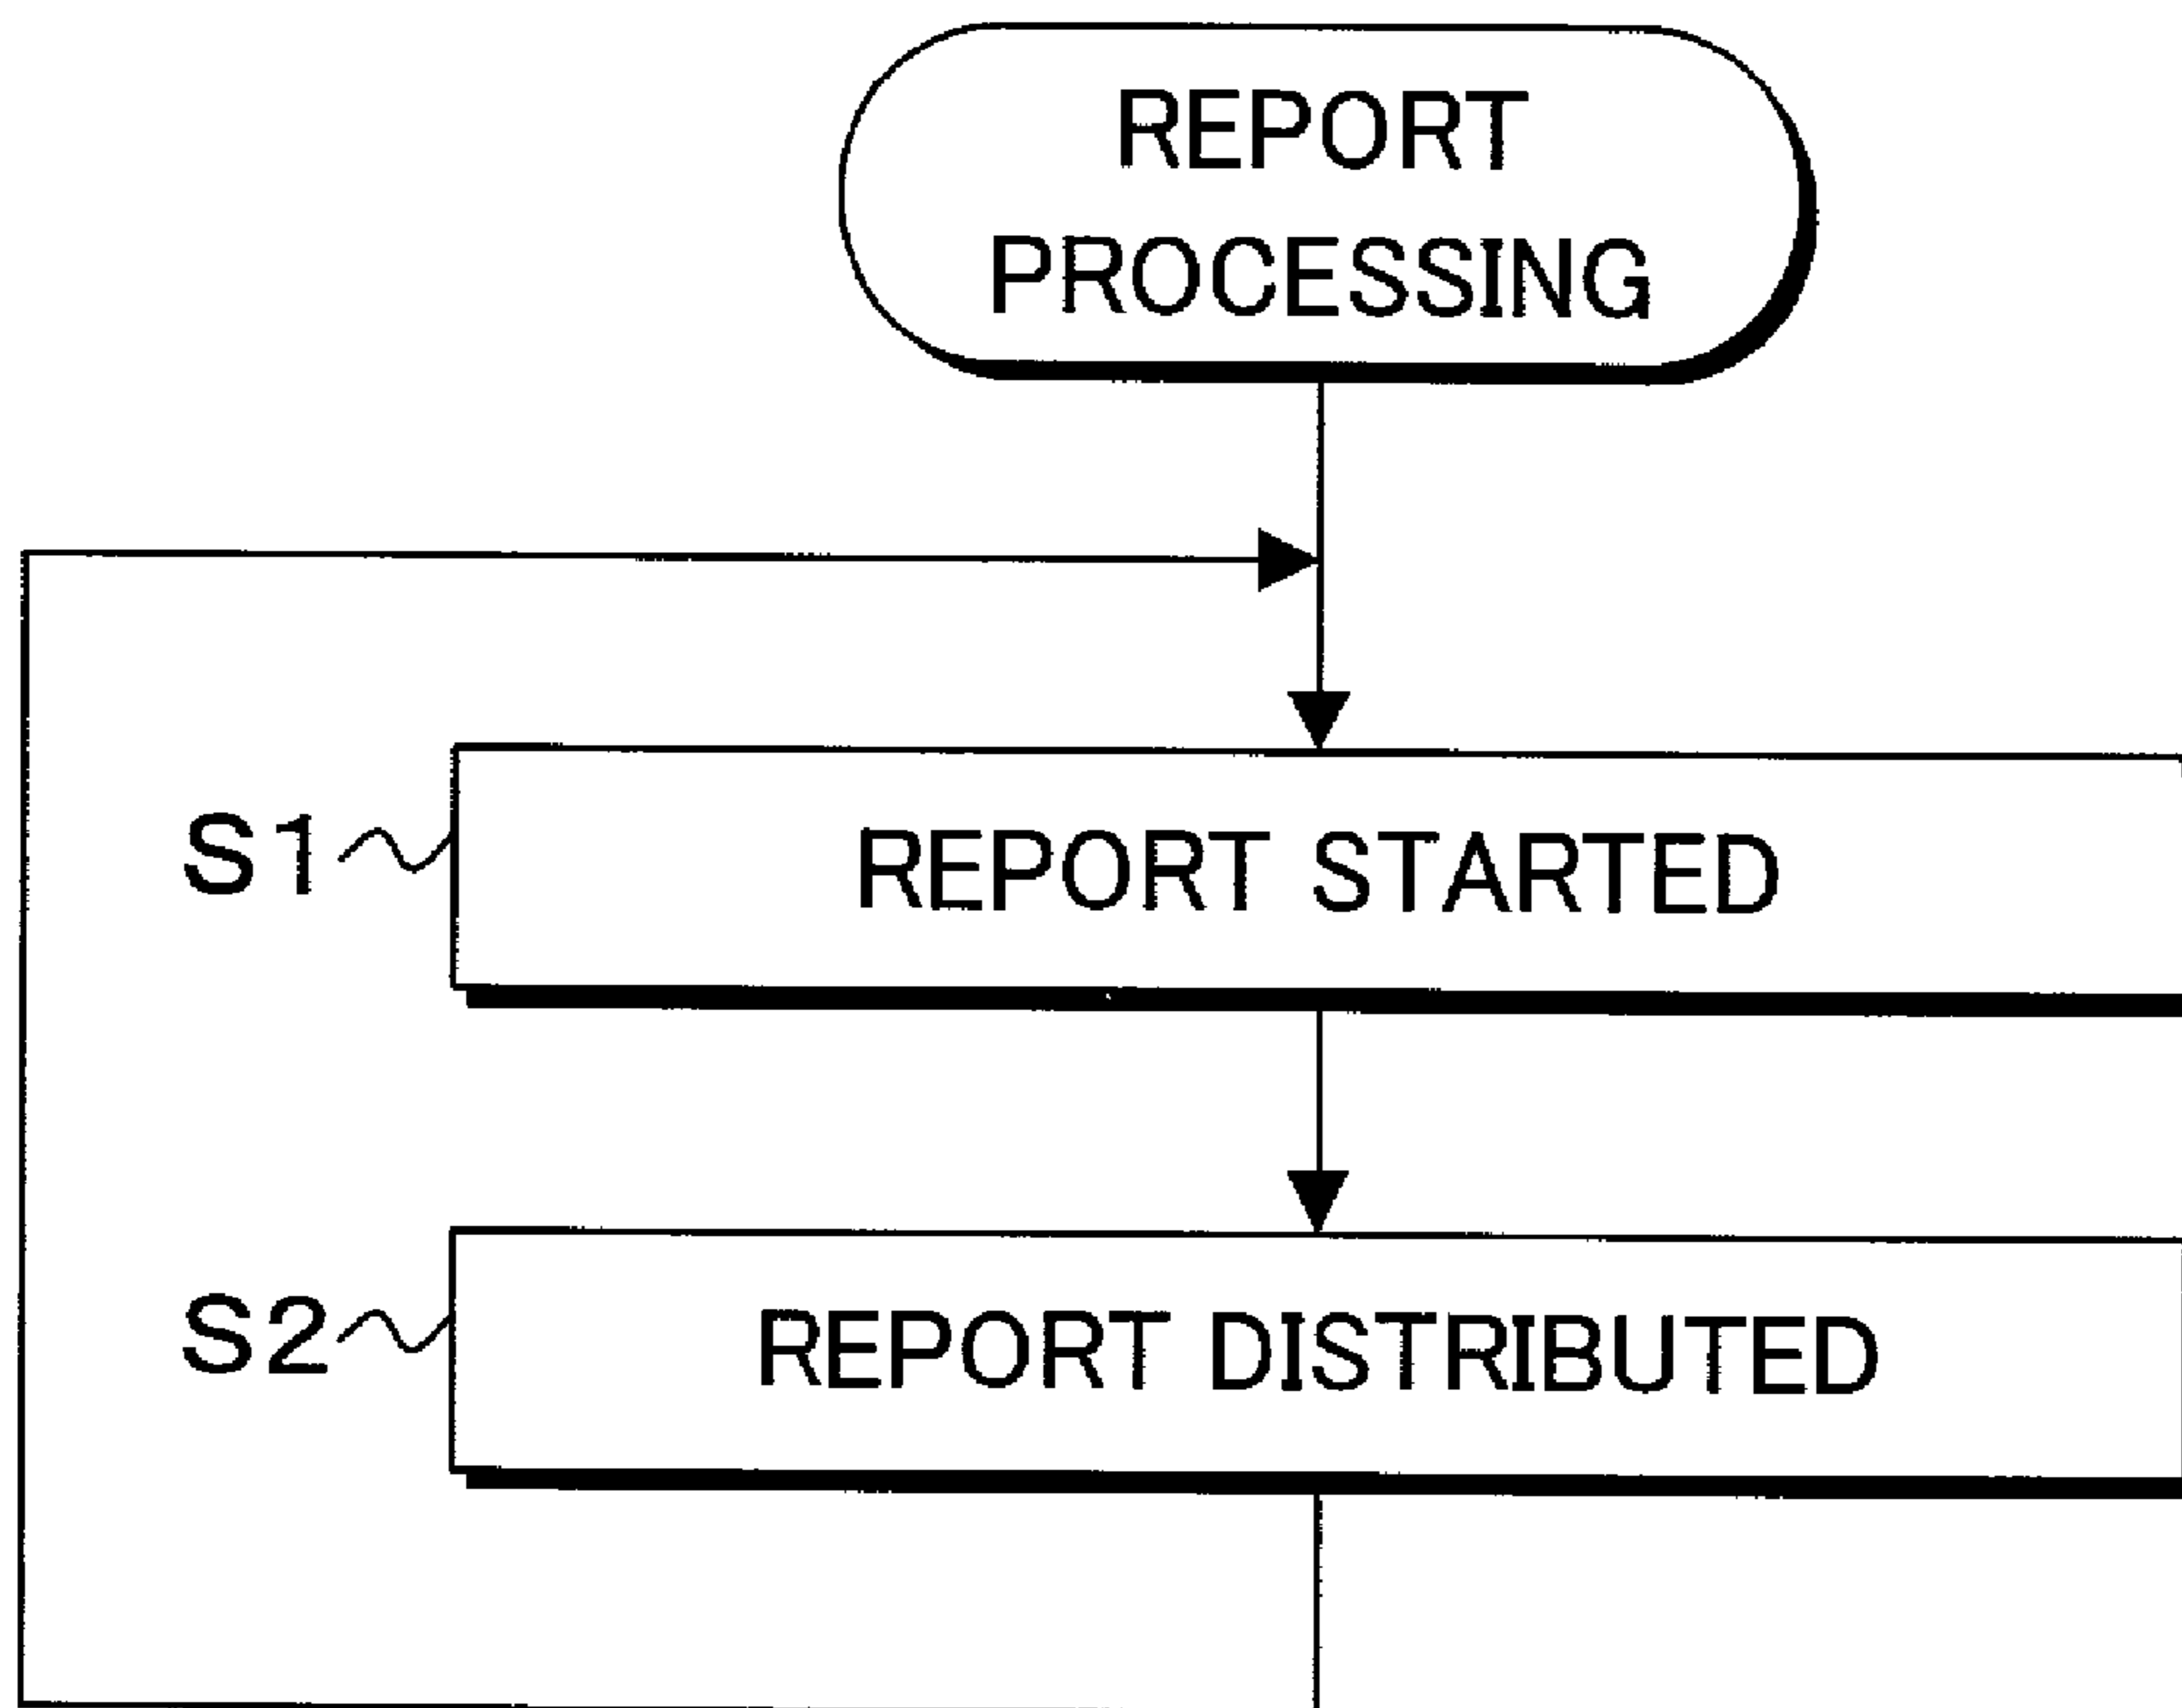 REPORT
PROCESSING
S1 REPORT STARTED
S2 REPORT DISTRIBUTED